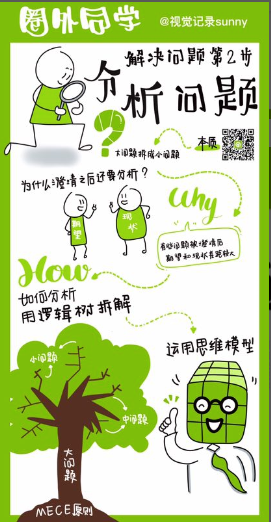 圈外同学
@视觉记录sunny
解决问题第2步
分析问题
?
大问题拆成小问题
本质
为什么澄清之后还要分析?
Why
期望
现状
有些问题被澄清后
期望和现状差距较大
How
如何分析
用逻辑树拆解
运用思维模型
小问题
中问题
大问题
MECE原则